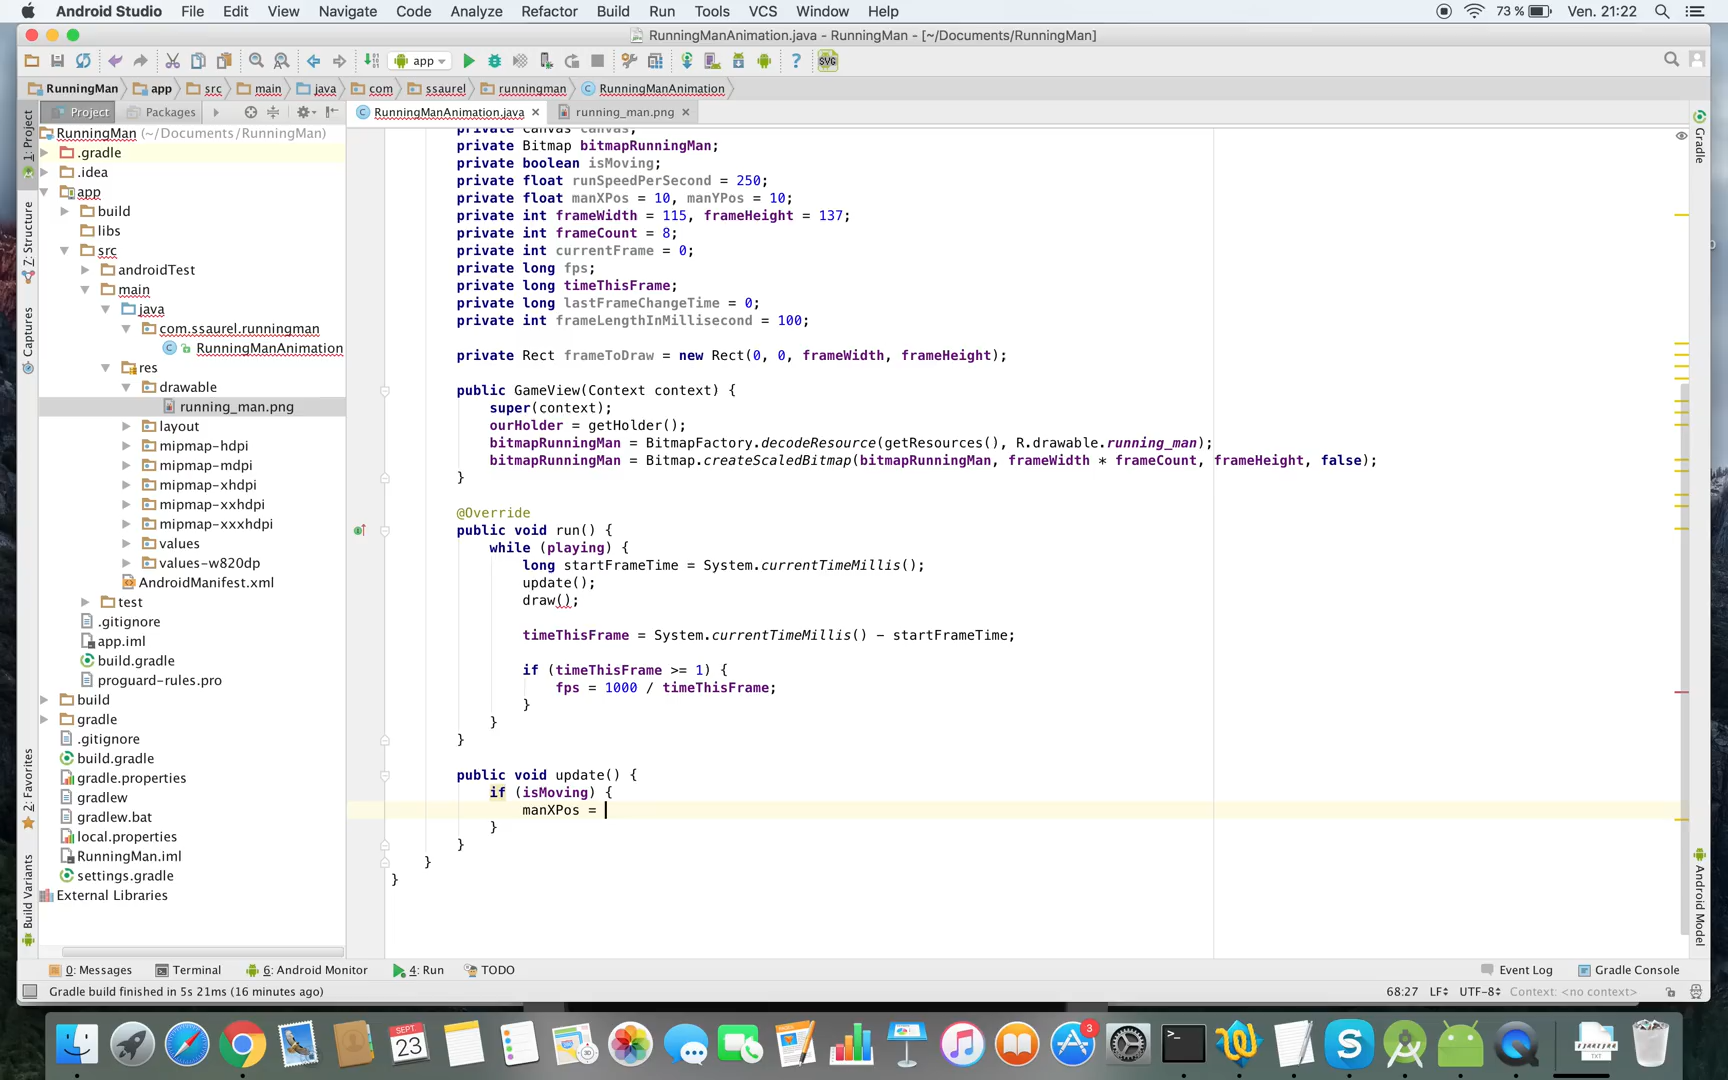 Android Studio File Edit View Navigate Code Analyze Refactor Build Run Tools VCS Window Help 73 % Ven. 21:22
RunningManAnimation.java - RunningMan - [~/Documents/RunningMan]
app SVG
RunningMan app src main java com ssaurel runningman RunningManAnimation
Project Packages RunningManAnimation.java running_man.png
RunningMan (~/Documents/RunningMan)
.gradle
.idea
app
build
libs
src
androidTest
main
java
com.ssaurel.runningman
RunningManAnimation
res
drawable
running_man.png
layout
mipmap-hdpi
mipmap-mdpi
mipmap-xhdpi
mipmap-xxhdpi
mipmap-xxxhdpi
values
values-w820dp
AndroidManifest.xml
test
.gitignore
app.iml
build.gradle
proguard-rules.pro
build
gradle
.gitignore
build.gradle
gradle.properties
gradlew
gradlew.bat
local.properties
RunningMan.iml
settings.gradle
External Libraries
1: Project
7: Structure
Captures
2: Favorites
Build Variants
private Canvas canvas;
private Bitmap bitmapRunningMan;
private boolean isMoving;
private float runSpeedPerSecond = 250;
private float manXPos = 10, manYPos = 10;
private int frameWidth = 115, frameHeight = 137;
private int frameCount = 8;
private int currentFrame = 0;
private long fps;
private long timeThisFrame;
private long lastFrameChangeTime = 0;
private int frameLengthInMillisecond = 100;
private Rect frameToDraw = new Rect(0, 0, frameWidth, frameHeight);
public GameView(Context context) {
super(context);
ourHolder = getHolder();
bitmapRunningMan = BitmapFactory.decodeResource(getResources(), R.drawable.running_man);
bitmapRunningMan = Bitmap.createScaledBitmap(bitmapRunningMan, frameWidth * frameCount, frameHeight, false);
}
@Override
public void run() {
while (playing) {
long startFrameTime = System.currentTimeMillis();
update();
draw();
timeThisFrame = System.currentTimeMillis() - startFrameTime;
if (timeThisFrame >= 1) {
fps = 1000 / timeThisFrame;
}
}
}
public void update() {
if (isMoving) {
manXPos =
}
}
}
}
Gradle
Android Model
0: Messages Terminal 6: Android Monitor 4: Run TODO Event Log Gradle Console
Gradle build finished in 5s 21ms (16 minutes ago) 68:27 LF UTF-8 Context: <no context>
SEPT.
23
3
TXT